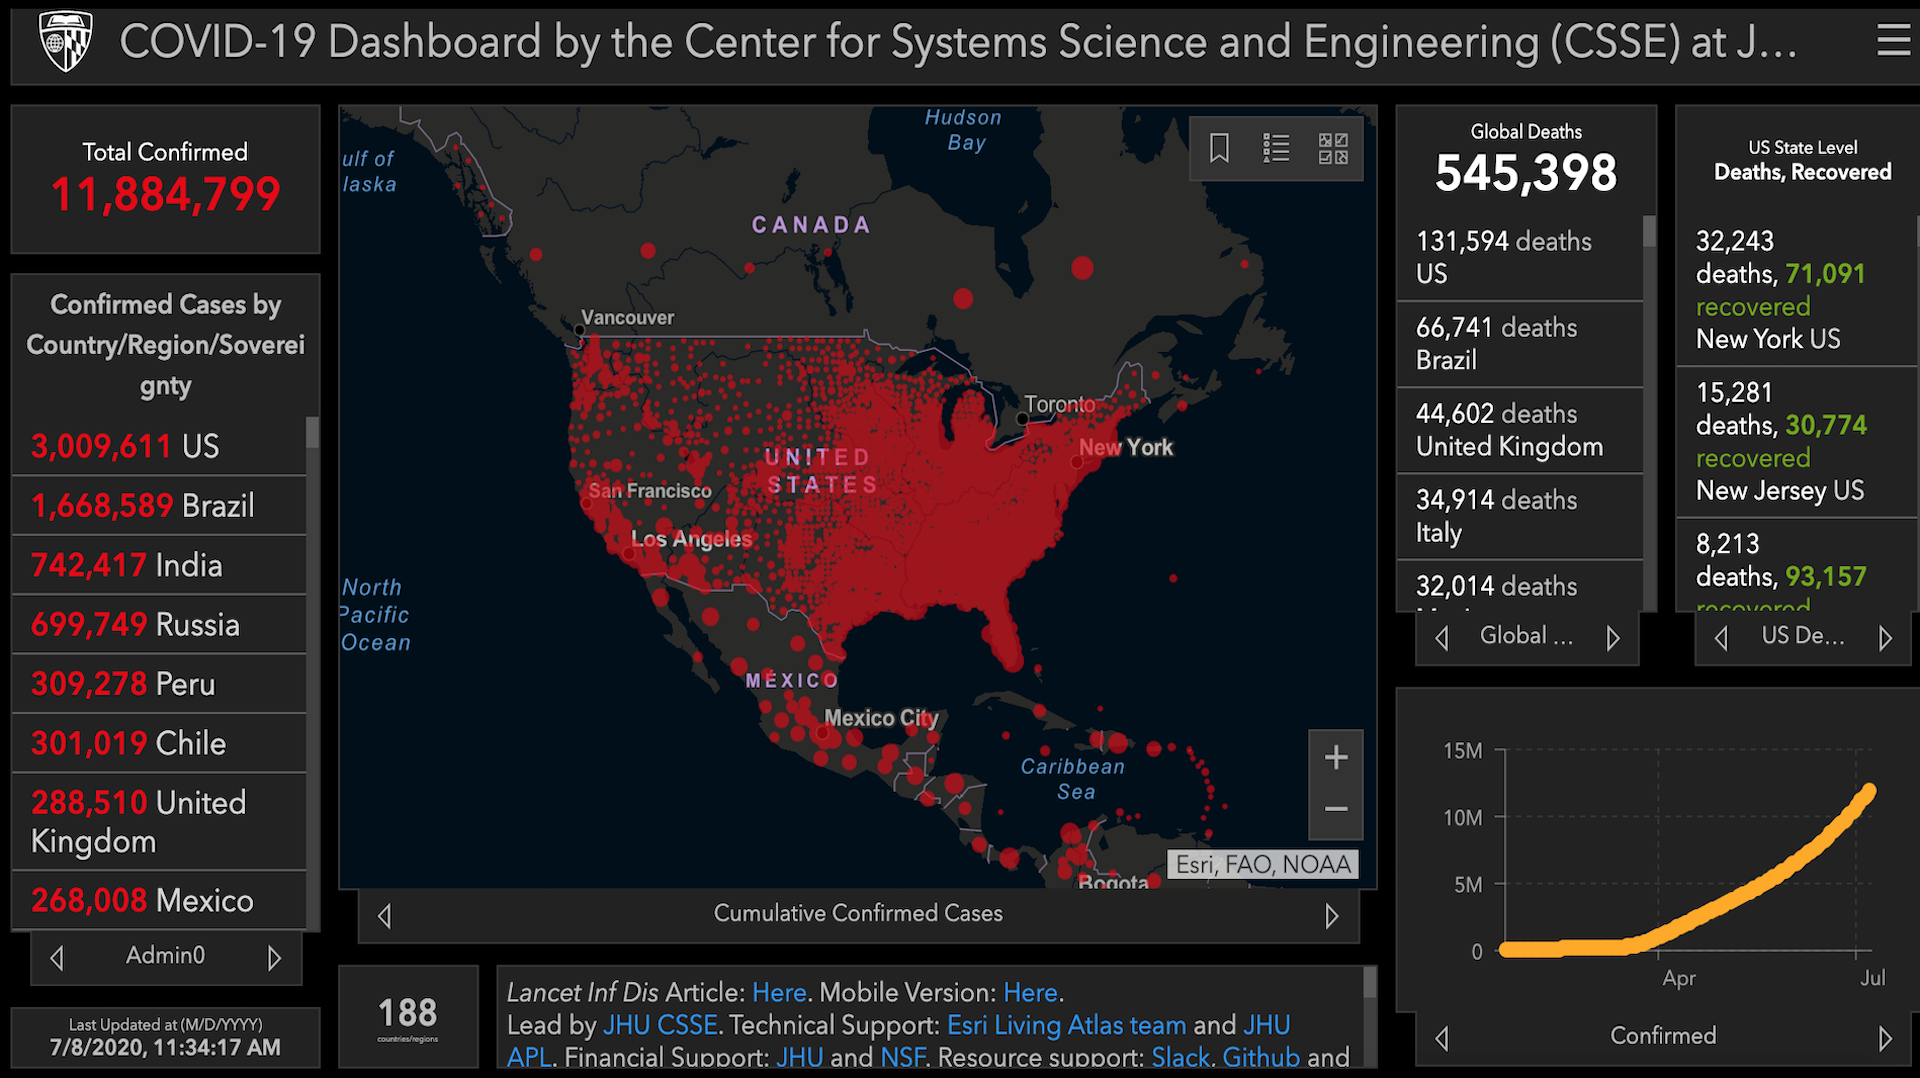 COVID-19 Dashboard by the Center for Systems Science and Engineering (CSSE) at J...
Total Confirmed
11,884,799
Confirmed Cases by
Country/Region/Soverei
gnty
3,009,611 US
1,668,589 Brazil
742,417 India
699,749 Russia
309,278 Peru
301,019 Chile
288,510 United
Kingdom
268,008 Mexico
Admin0
Last Updated at (M/D/YYYY)
7/8/2020, 11:34:17 AM
Hudson
Bay
ulf of
laska
CANADA
Vancouver
Toronto
New York
UNITED
STATES
San Francisco
Los Angeles
North
Pacific
Ocean
MÉXICO
Mexico City
Caribbean
Sea
Bogota
+
−
Esri, FAO, NOAA
Cumulative Confirmed Cases
188
countries/regions
Lancet Inf Dis Article: Here. Mobile Version: Here.
Lead by JHU CSSE. Technical Support: Esri Living Atlas team and JHU
APL. Financial Support: JHU and NSF. Resource support: Slack, Github and
Global Deaths
545,398
131,594 deaths
US
66,741 deaths
Brazil
44,602 deaths
United Kingdom
34,914 deaths
Italy
32,014 deaths
Global ...
US State Level
Deaths, Recovered
32,243
deaths, 71,091
recovered
New York US
15,281
deaths, 30,774
recovered
New Jersey US
8,213
deaths, 93,157
recovered
US De...
15M
10M
5M
0
Apr
Jul
Confirmed